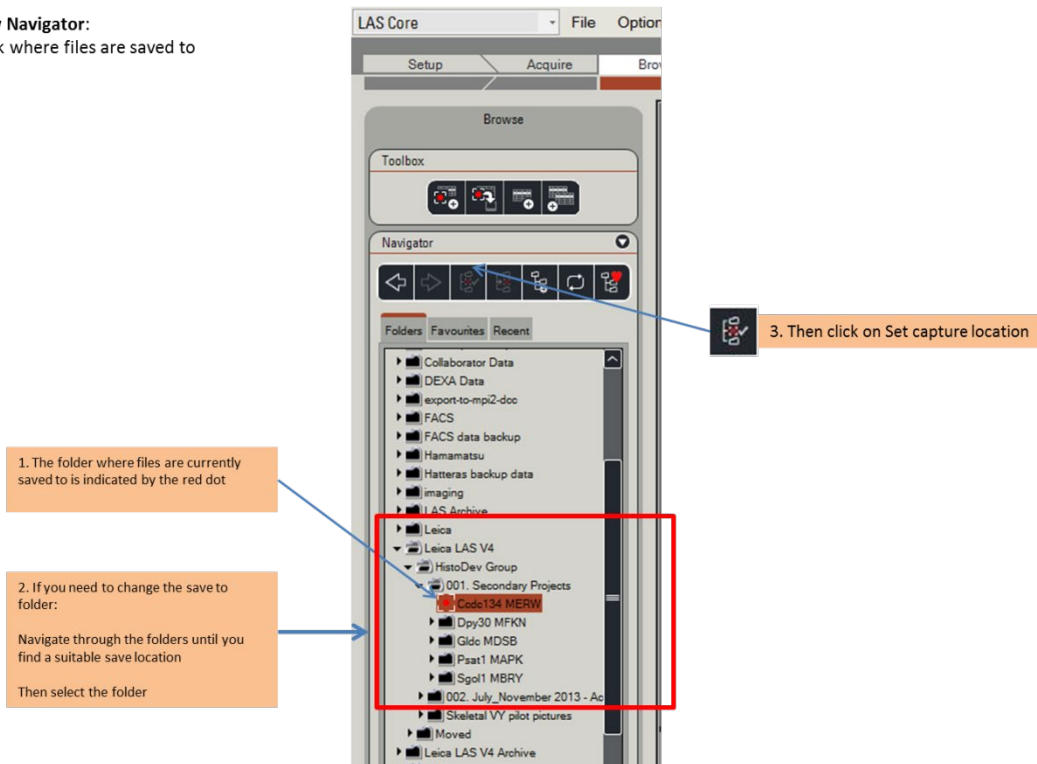 Navigator:
where files are saved to
LAS Core
File
Option
Setup
Acquire
Bro
Browse
Toolbox
Navigator
Folders Favourites Recent
Collaborator Data
DEXA Data
export-to-mpi2-dcc
FACS
FACS data backup
Hamamatsu
Hatteras backup data
imaging
LAS Archive
Leica
Leica LAS V4
HistoDev Group
001. Secondary Projects
MERW
Dpy30 MFKN
Gldc MDSB
Psat1 MAPK
Sgol1 MBRY
002. July_November 2013 - Ac
Skeletal VY pilot pictures
Moved
Leica LAS V4 Archive
1. The folder where files are currently
saved to is indicated by the red dot
2. If you need to change the save to
folder:
Navigate through the folders until you
find a suitable save location
Then select the folder
3. Then click on Set capture location